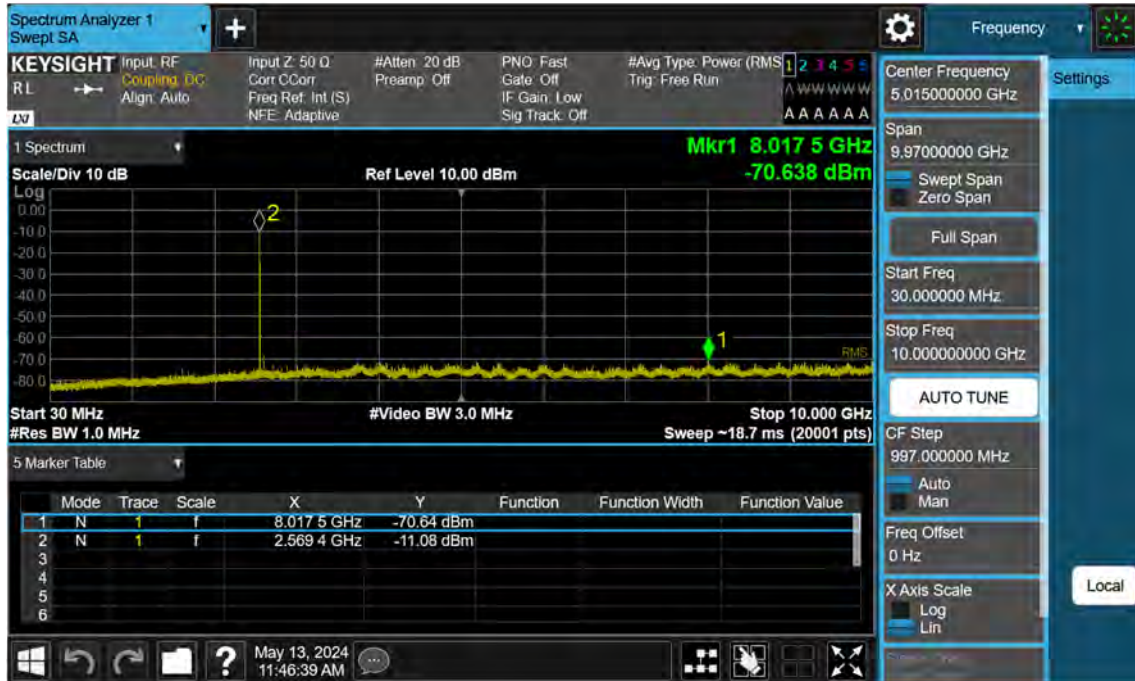 Spectrum Analyzer 1
Swept SA
+
Frequency
KEYSIGHT
RL
LXI
Input: RF
Coupling: DC
Align: Auto
Input Z: 50 Ω
Corr CCorr
Freq Ref: Int (S)
NFE: Adaptive
#Atten: 20 dB
Preamp: Off
PNO: Fast
Gate: Off
IF Gain: Low
Sig Track: Off
#Avg Type: Power (RMS
Trig: Free Run
1 2 3 4 5 6
A W W W W W
A A A A A A
1 Spectrum
Scale/Div 10 dB
Ref Level 10.00 dBm
Mkr1 8.017 5 GHz
-70.638 dBm
Log
0.00
-10.0
-20.0
-30.0
-40.0
-50.0
-60.0
-70.0
-80.0
2
1
RMS
Start 30 MHz
#Video BW 3.0 MHz
Stop 10.000 GHz
#Res BW 1.0 MHz
Sweep ~18.7 ms (20001 pts)
5 Marker Table
Mode Trace Scale X Y Function Function Width Function Value
1 N 1 f 8.017 5 GHz -70.64 dBm
2 N 1 f 2.569 4 GHz -11.08 dBm
3
4
5
6
?
May 13, 2024
11:46:39 AM
Center Frequency
5.015000000 GHz
Span
9.97000000 GHz
Swept Span
Zero Span
Full Span
Start Freq
30.000000 MHz
Stop Freq
10.000000000 GHz
AUTO TUNE
CF Step
997.000000 MHz
Auto
Man
Freq Offset
0 Hz
X Axis Scale
Log
Lin
Settings
Local